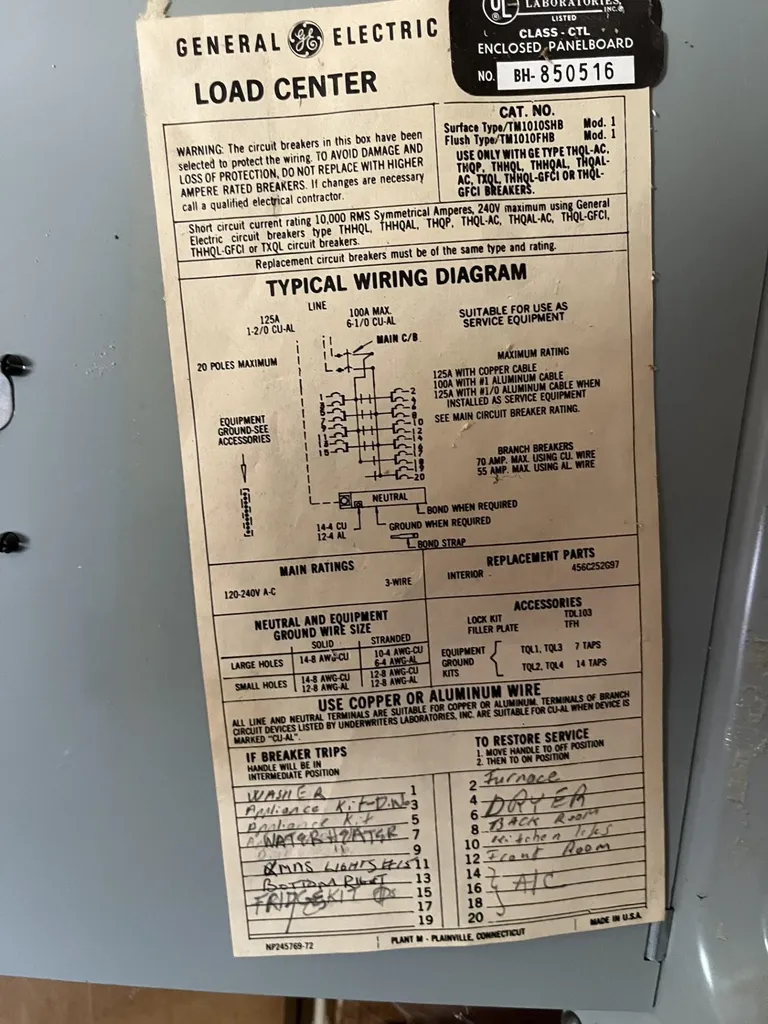 GENERAL GE ELECTRIC
LOAD CENTER
UL LABORATORIES, INC.®
LISTED
CLASS - CTL
ENCLOSED PANELBOARD
NO. BH-850516
WARNING: The circuit breakers in this box have been
selected to protect the wiring. TO AVOID DAMAGE AND
LOSS OF PROTECTION, DO NOT REPLACE WITH HIGHER
AMPERE RATED BREAKERS. If changes are necessary
call a qualified electrical contractor.
CAT. NO.
Surface Type/TM1010SHB Mod. 1
Flush Type/TM1010FHB Mod. 1
USE ONLY WITH GE TYPE THQL-AC,
THQP, THHQL, THHQAL, THQAL-
AC, TXQL, THHQL-GFCI OR THQL-
GFCI BREAKERS.
Short circuit current rating 10,000 RMS Symmetrical Amperes, 240V maximum using General
Electric circuit breakers type THHQL, THHQAL, THQP, THQL-AC, THQAL-AC, THQL-GFCI,
THHQL-GFCI or TXQL circuit breakers.
Replacement circuit breakers must be of the same type and rating.
TYPICAL WIRING DIAGRAM
LINE
125A
1-2/0 CU-AL
100A MAX.
6-1/0 CU-AL
MAIN C/B
20 POLES MAXIMUM
SUITABLE FOR USE AS
SERVICE EQUIPMENT
MAXIMUM RATING
125A WITH COPPER CABLE
100A WITH #1 ALUMINUM CABLE
125A WITH #1/0 ALUMINUM CABLE WHEN
INSTALLED AS SERVICE EQUIPMENT
SEE MAIN CIRCUIT BREAKER RATING.
EQUIPMENT
GROUND-SEE
ACCESSORIES
BRANCH BREAKERS
70 AMP. MAX. USING CU. WIRE
55 AMP. MAX. USING AL. WIRE
2
8
10
12
20
NEUTRAL
BOND WHEN REQUIRED
14-4 CU
12-4 AL
GROUND WHEN REQUIRED
BOND STRAP
MAIN RATINGS
120-240V A-C 3-WIRE
REPLACEMENT PARTS
INTERIOR 456C252G97
NEUTRAL AND EQUIPMENT
GROUND WIRE SIZE
SOLID STRANDED
LARGE HOLES 14-8 AWG-CU 10-4 AWG-CU
6-4 AWG-AL
SMALL HOLES 14-8 AWG-CU 12-8 AWG-CU
12-8 AWG-AL 12-8 AWG-AL
ACCESSORIES
LOCK KIT TDL103
FILLER PLATE TFH
EQUIPMENT
GROUND
KITS
TQL1, TQL3 7 TAPS
TQL2, TQL4 14 TAPS
USE COPPER OR ALUMINUM WIRE
ALL LINE AND NEUTRAL TERMINALS ARE SUITABLE FOR COPPER OR ALUMINUM. TERMINALS OF BRANCH
CIRCUIT DEVICES LISTED BY UNDERWRITERS LABORATORIES, INC. ARE SUITABLE FOR CU-AL WHEN DEVICE IS
MARKED "CU-AL".
IF BREAKER TRIPS
HANDLE WILL BE IN
INTERMEDIATE POSITION
TO RESTORE SERVICE
1. MOVE HANDLE TO OFF POSITION
2. THEN TO ON POSITION
WASHER 1
Appliance Kit-Din 3
Appliance Kit 5
WATER HEATER 7
9
XMAS LIGHTS 11
BOTTOM RIGHT 13
FRIDGE KIT 15
17
19
2 Furnace
4
6 DRYER
8 BACK ROOM
10 Kitchen
12 Front Room
14
16 A/C
18
20
NP245769-72
PLANT M - PLAINVILLE, CONNECTICUT
MADE IN U.S.A.